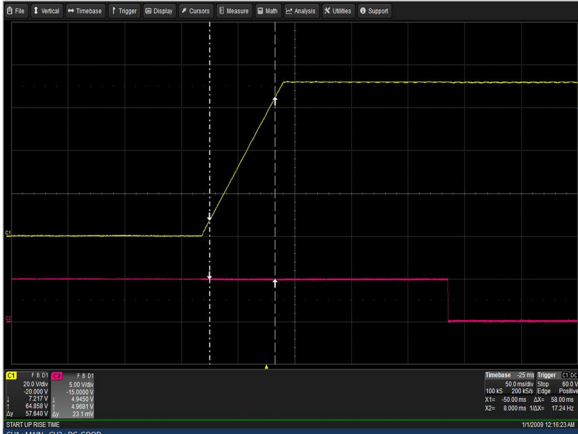 File Vertical Timebase Trigger Display Cursors Measure Math Analysis Utilities Support
C1
C2
C1 F B D1
20.0 V/div
-20.000 V
↓ 7.217 V
↑ 64.858 V
Δy 57.640 V
C2 F B D1
5.00 V/div
-15.0000 V
↓ 4.9450 V
↑ 4.9681 V
Δy 23.1 mV
Timebase -25 ms
50.0 ms/div
100 kS 200 kS/s
Trigger C1 DC
Stop 60.0 V
Edge Positive
X1= -50.00 ms ΔX= 58.00 ms
X2= 8.000 ms 1/ΔX= 17.24 Hz
START UP RISE TIME
1/1/2009 12:16:23 AM